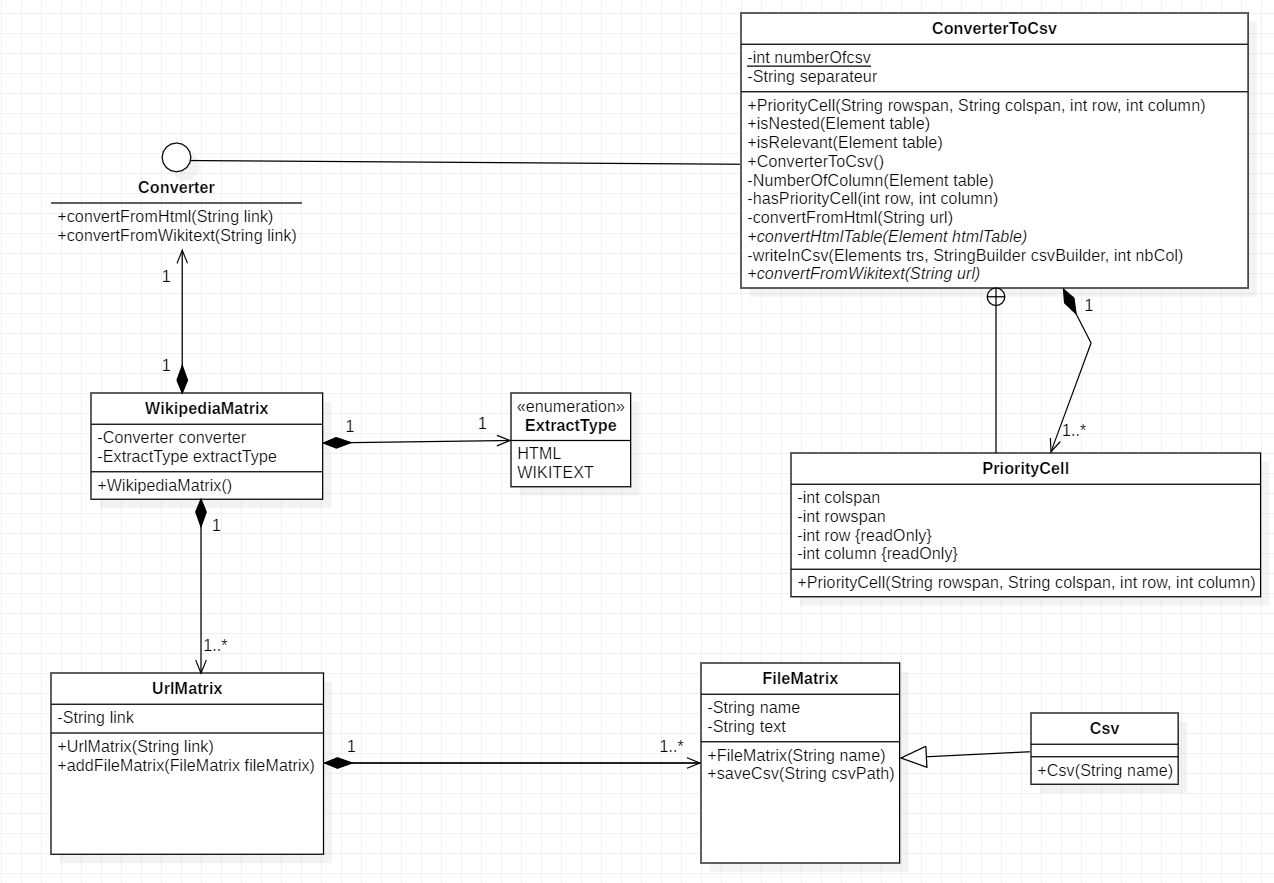 ConverterToCsv
-int numberOfcsv
-String separateur
+PriorityCell(String rowspan, String colspan, int row, int column)
+isNested(Element table)
+isRelevant(Element table)
+ConverterToCsv()
-NumberOfColumn(Element table)
-hasPriorityCell(int row, int column)
-convertFromHtml(String url)
+convertHtmlTable(Element htmlTable)
-writeInCsv(Elements trs, StringBuilder csvBuilder, int nbCol)
+convertFromWikitext(String url)
Converter
+convertFromHtml(String link)
+convertFromWikitext(String link)
1
1
1
1..*
WikipediaMatrix
-Converter converter
-ExtractType extractType
+WikipediaMatrix()
1
1
«enumeration»
ExtractType
HTML
WIKITEXT
PriorityCell
-int colspan
-int rowspan
-int row {readOnly}
-int column {readOnly}
+PriorityCell(String rowspan, String colspan, int row, int column)
1
1..*
UrlMatrix
-String link
+UrlMatrix(String link)
+addFileMatrix(FileMatrix fileMatrix)
1
1..*
FileMatrix
-String name
-String text
+FileMatrix(String name)
+saveCsv(String csvPath)
Csv
+Csv(String name)